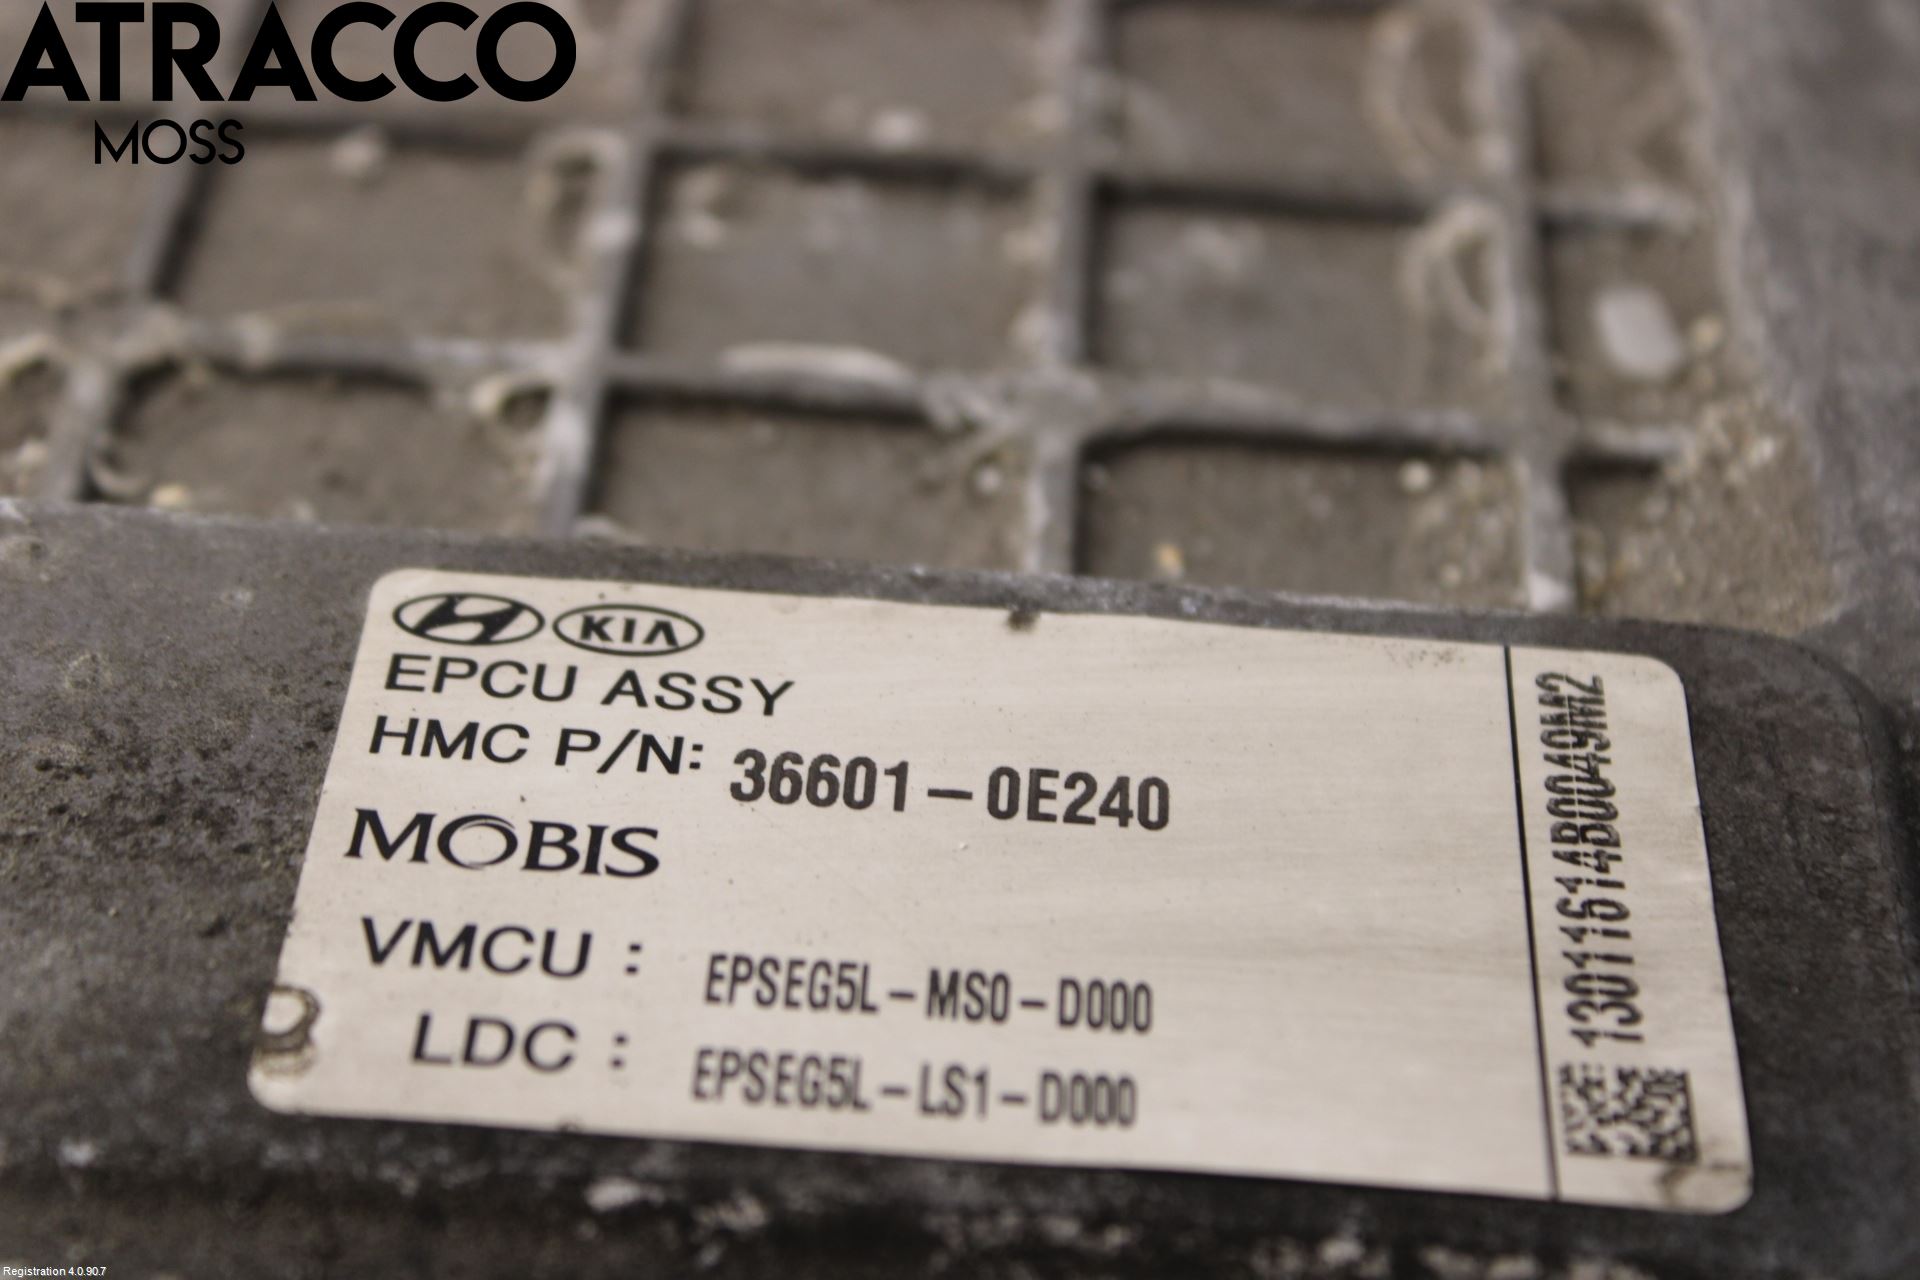 ATRACCO
MOSS
KIA
EPCU ASSY
HMC P/N: 36601-0E240
MOBIS
VMCU : EPSEG5L-MS0-D000
LDC : EPSEG5L-LS1-D000
Registration 4.0.90.7